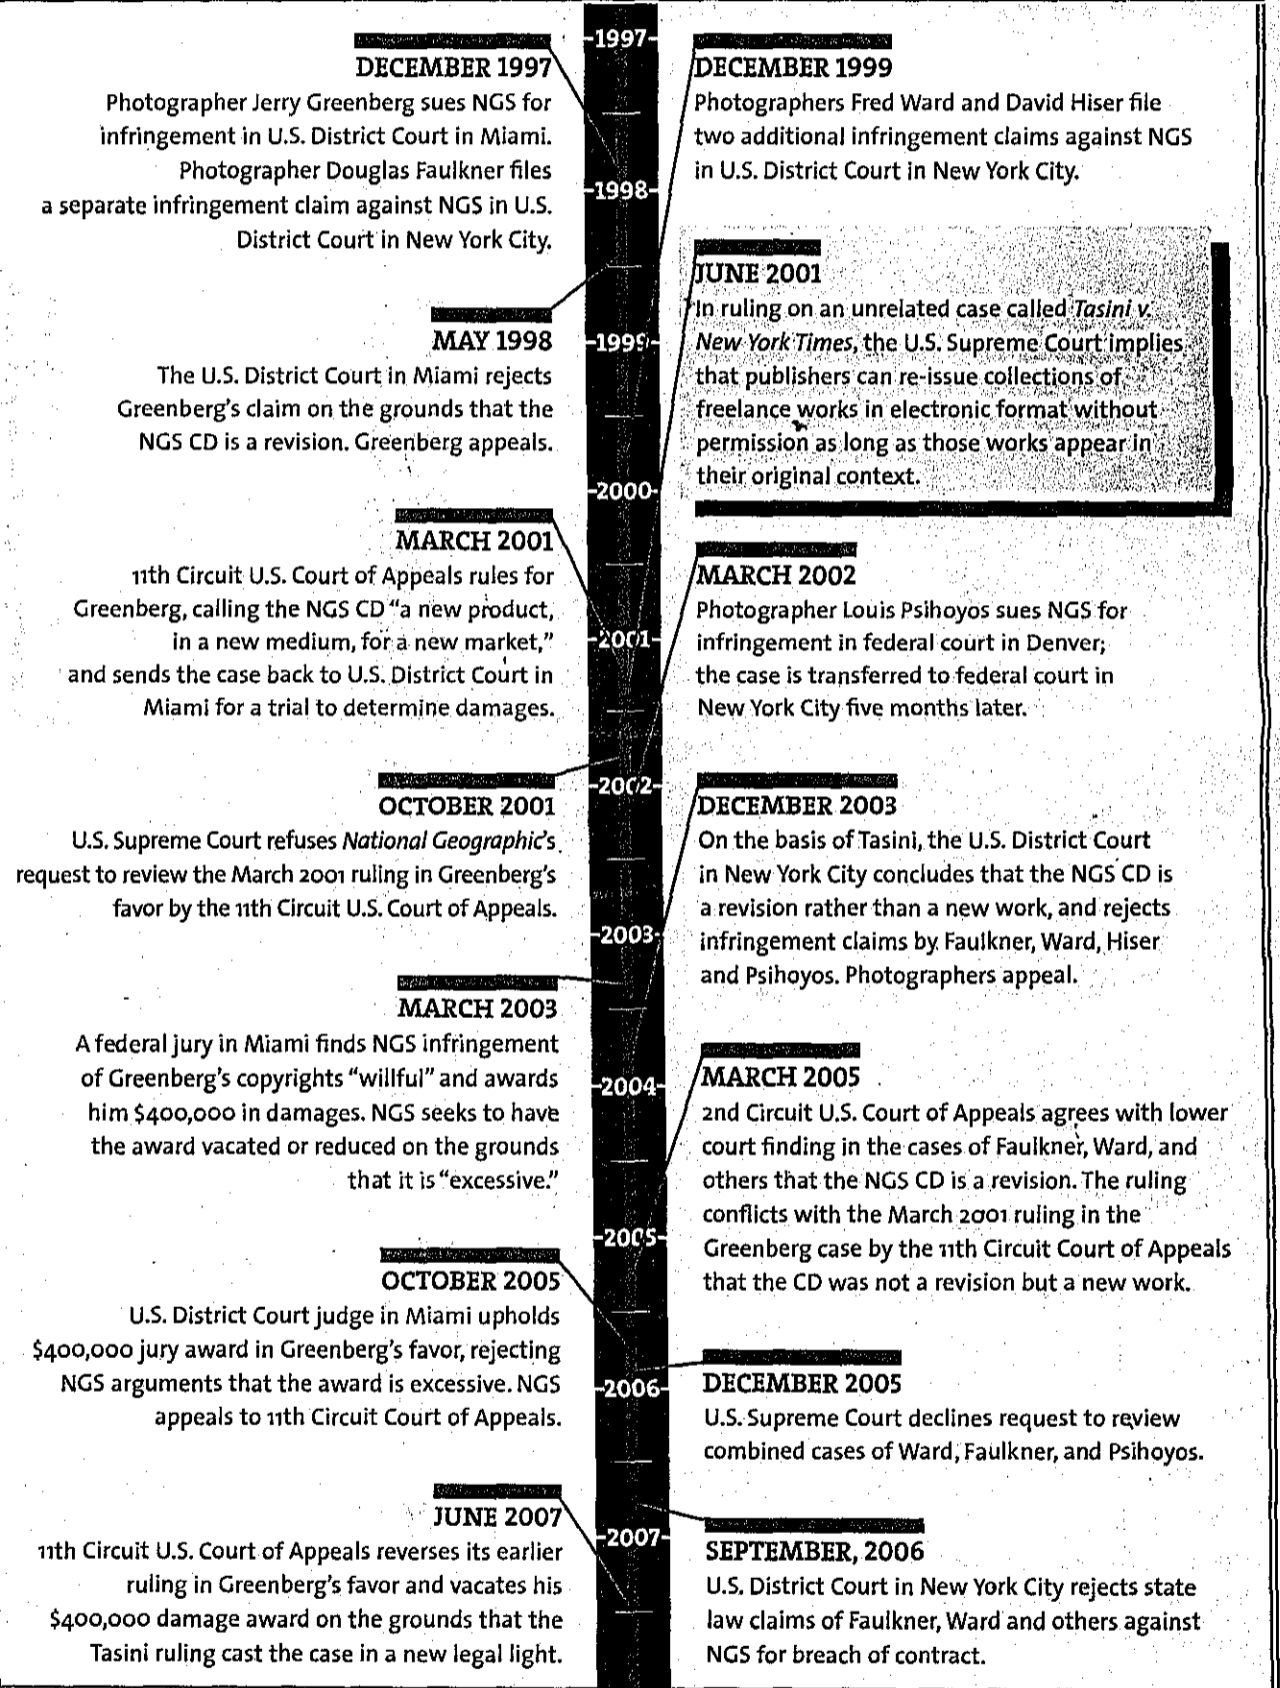 DECEMBER 1997
Photographer Jerry Greenberg sues NGS for
infringement in U.S. District Court in Miami.
Photographer Douglas Faulkner files
a separate infringement claim against NGS in U.S.
District Court in New York City.
MAY 1998
The U.S. District Court in Miami rejects
Greenberg's claim on the grounds that the
NGS CD is a revision. Greenberg appeals.
MARCH 2001
11th Circuit U.S. Court of Appeals rules for
Greenberg, calling the NGS CD "a new product,
in a new medium, for a new market,"
and sends the case back to U.S. District Court in
Miami for a trial to determine damages.
OCTOBER 2001
U.S. Supreme Court refuses National Geographic's
request to review the March 2001 ruling in Greenberg's
favor by the 11th Circuit U.S. Court of Appeals.
MARCH 2003
A federal jury in Miami finds NGS infringement
of Greenberg's copyrights "willful" and awards
him $400,000 in damages. NGS seeks to have
the award vacated or reduced on the grounds
that it is "excessive."
OCTOBER 2005
U.S. District Court judge in Miami upholds
$400,000 jury award in Greenberg's favor, rejecting
NGS arguments that the award is excessive. NGS
appeals to 11th Circuit Court of Appeals.
JUNE 2007
11th Circuit U.S. Court of Appeals reverses its earlier
ruling in Greenberg's favor and vacates his
$400,000 damage award on the grounds that the
Tasini ruling cast the case in a new legal light.
1997
1998
1999
2000
2001
2002
2003
2004
2005
2006
2007
DECEMBER 1999
Photographers Fred Ward and David Hiser file
two additional infringement claims against NGS
in U.S. District Court in New York City.
JUNE 2001
In ruling on an unrelated case called Tasini v.
New York Times, the U.S. Supreme Court implies
that publishers can re-issue collections of
freelance works in electronic format without
permission as long as those works appear in
their original context.
MARCH 2002
Photographer Louis Psihoyos sues NGS for
infringement in federal court in Denver;
the case is transferred to federal court in
New York City five months later.
DECEMBER 2003
On the basis of Tasini, the U.S. District Court
in New York City concludes that the NGS CD is
a revision rather than a new work, and rejects
infringement claims by Faulkner, Ward, Hiser
and Psihoyos. Photographers appeal.
MARCH 2005
2nd Circuit U.S. Court of Appeals agrees with lower
court finding in the cases of Faulkner, Ward, and
others that the NGS CD is a revision. The ruling
conflicts with the March 2001 ruling in the
Greenberg case by the 11th Circuit Court of Appeals
that the CD was not a revision but a new work.
DECEMBER 2005
U.S. Supreme Court declines request to review
combined cases of Ward, Faulkner, and Psihoyos.
SEPTEMBER, 2006
U.S. District Court in New York City rejects state
law claims of Faulkner, Ward and others against
NGS for breach of contract.